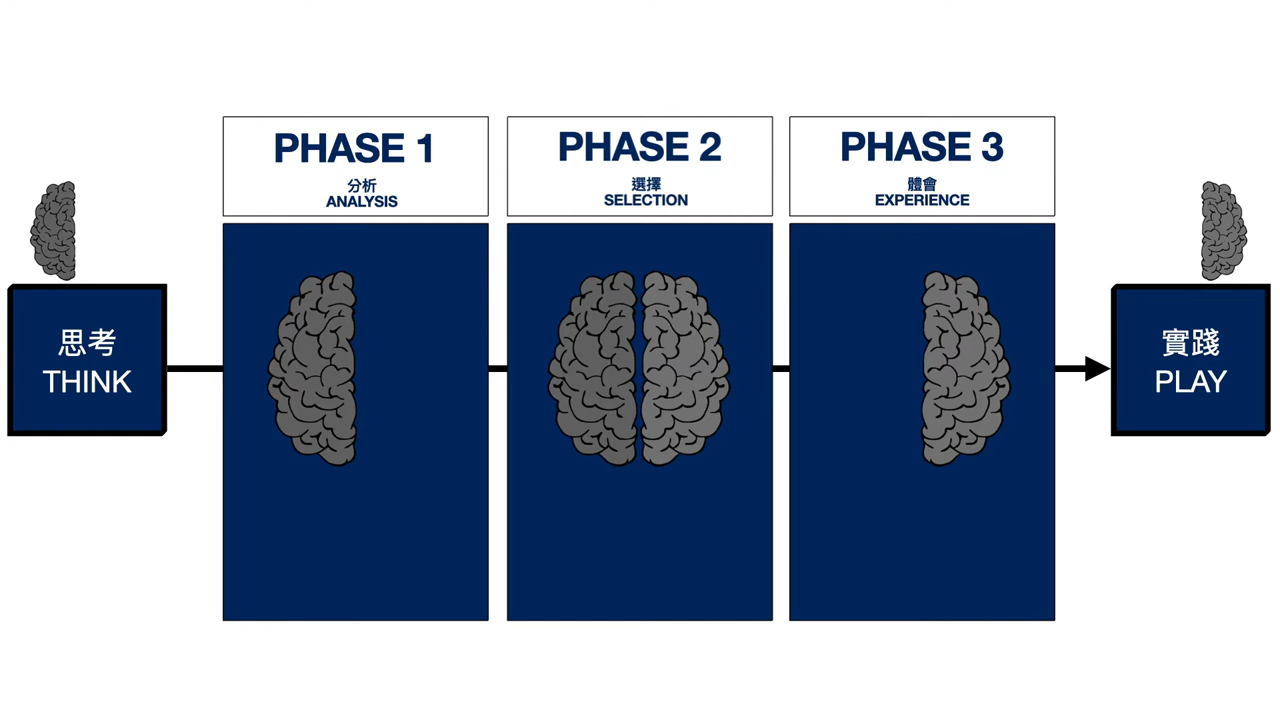 PHASE 1
分析
ANALYSIS
PHASE 2
選擇
SELECTION
PHASE 3
體會
EXPERIENCE
思考
THINK
實踐
PLAY